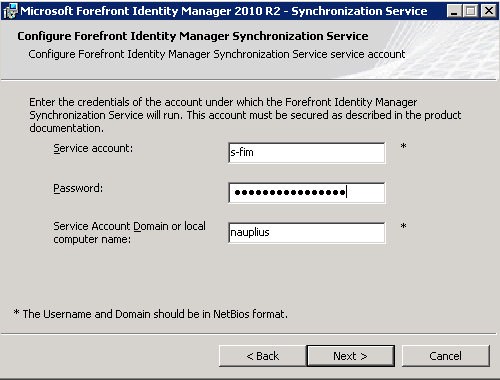 Microsoft Forefront Identity Manager 2010 R2 - Synchronization Service
Configure Forefront Identity Manager Synchronization Service
Configure Forefront Identity Manager Synchronization Service service account
Enter the credentials of the account under which the Forefront Identity Manager
Synchronization Service will run. This account must be secured as described in the product
documentation.
Service account:
s-fim
*
Password:
●●●●●●●●●●●●●●●●
Service Account Domain or local
computer name:
nauplius
*
* The Username and Domain should be in NetBios format.
< Back
Next >
Cancel